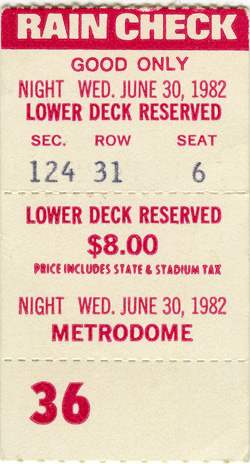 RAIN CHECK
GOOD ONLY
NIGHT WED. JUNE 30, 1982
LOWER DECK RESERVED
SEC. ROW SEAT
124 31 6
LOWER DECK RESERVED
$8.00
PRICE INCLUDES STATE & STADIUM TAX
NIGHT WED. JUNE 30, 1982
METRODOME
36